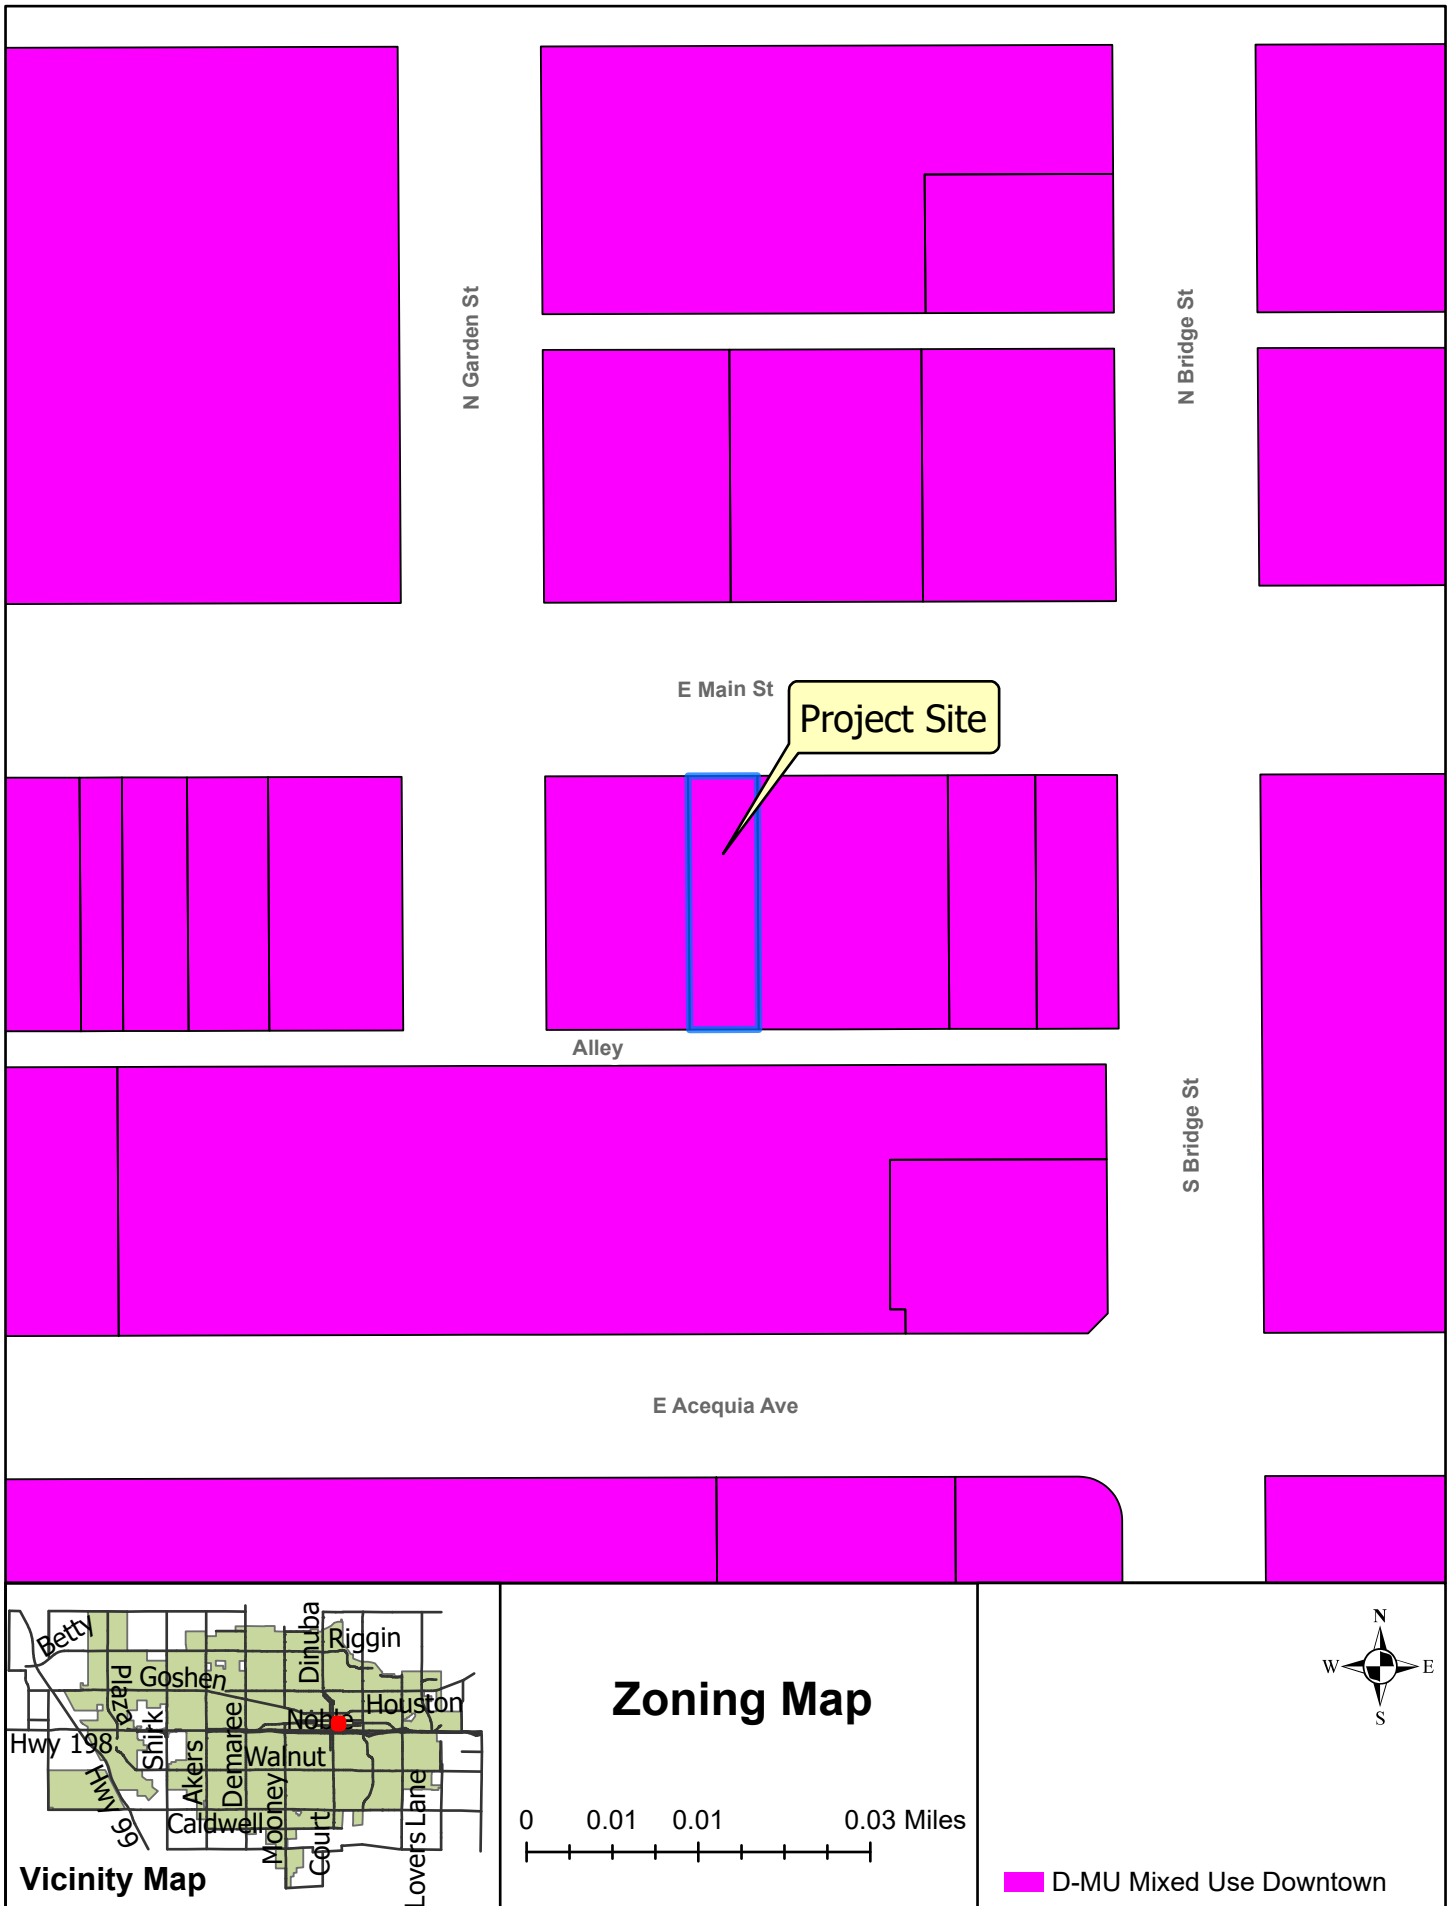 N Garden St
N Bridge St
E Main St
Project Site
Alley
S Bridge St
E Acequia Ave
Betty
Dinuba
Riggin
Plaza
Goshen
Houston
Noble
Hwy 198
Shirk
Akers
Demaree
Walnut
Hwy 99
Caldwell
Mooney
Court
Lovers Lane
Vicinity Map
Zoning Map
0 0.01 0.01 0.03 Miles
N
W E
S
D-MU Mixed Use Downtown